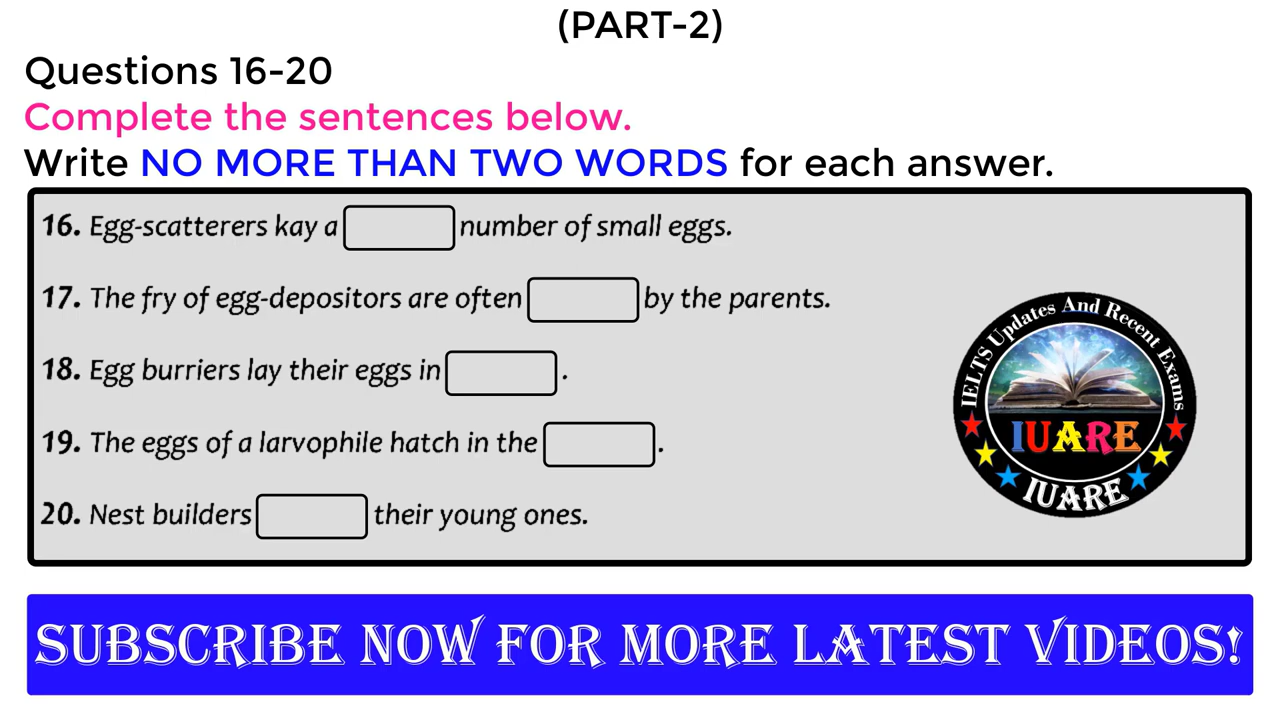 (PART-2)
Questions 16-20
Complete the sentences below.
Write NO MORE THAN TWO WORDS for each answer.
16. Egg-scatterers kay a number of small eggs.
17. The fry of egg-depositors are often by the parents.
18. Egg burriers lay their eggs in .
19. The eggs of a larvophile hatch in the .
20. Nest builders their young ones.
IELTS Updates And Recent Exams
IUARE
IUARE
SUBSCRIBE NOW FOR MORE LATEST VIDEOS!